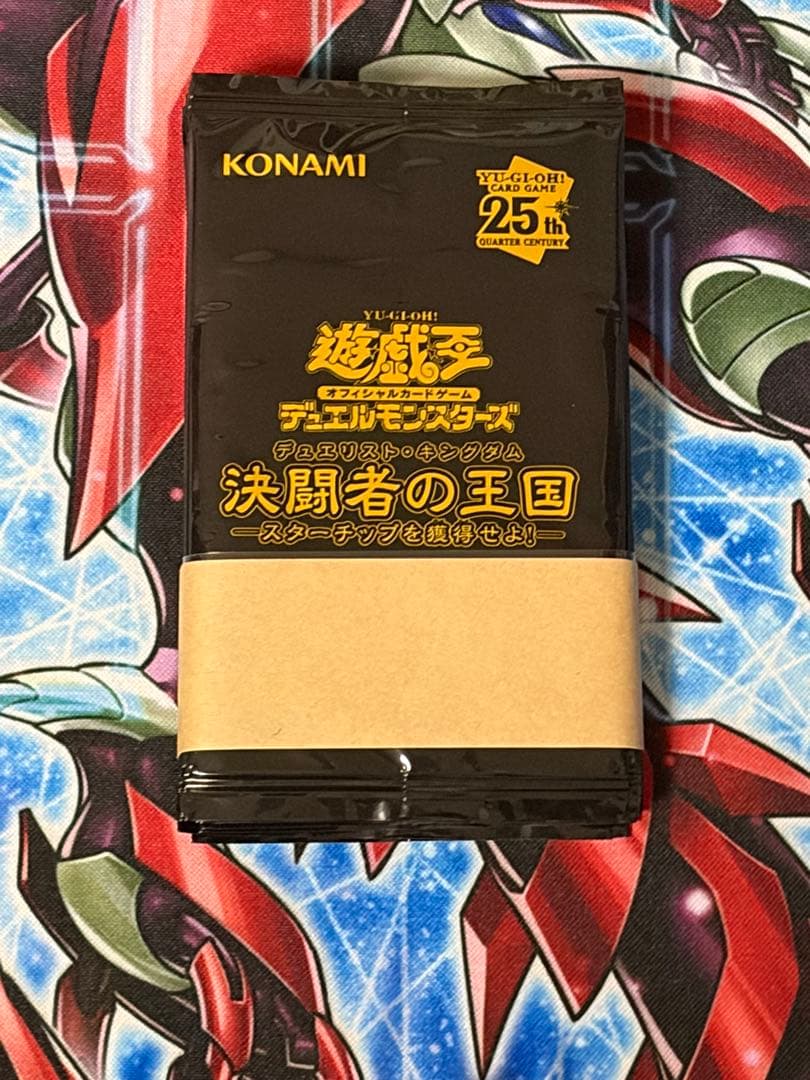 KONAMI
YU-GI-OH!
CARD GAME
25th
QUARTER CENTURY
YU-GI-OH!
遊戯王
オフィシャルカードゲーム
デュエルモンスターズ
デュエリスト・キングダム
決闘者の王国
―スターチップを獲得せよ!―